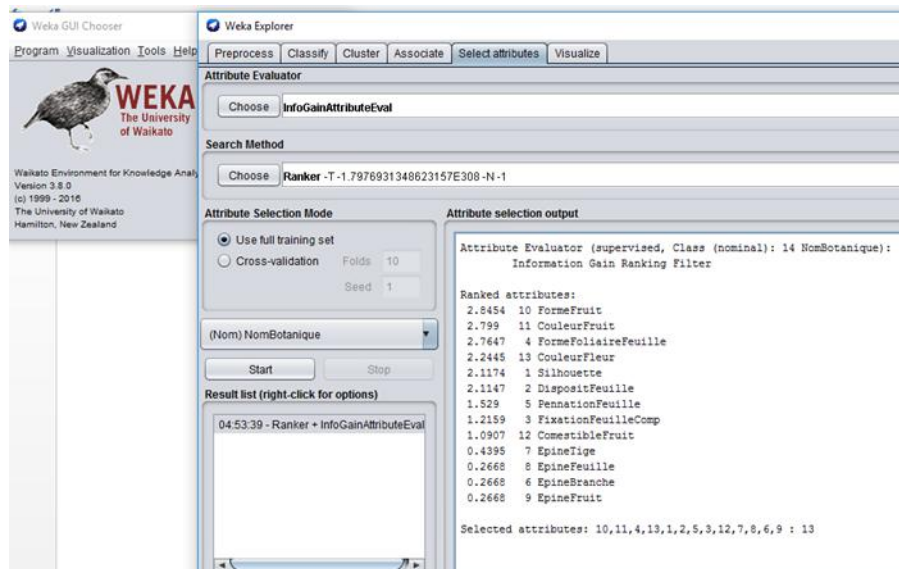 Weka GUI Chooser
Program Visualization Tools Help
WEKA
The University
of Waikato
Waikato Environment for Knowledge Analy
Version 3.8.0
(c) 1999 - 2016
The University of Waikato
Hamilton, New Zealand
Weka Explorer
Preprocess Classify Cluster Associate Select attributes Visualize
Attribute Evaluator
Choose InfoGainAttributeEval
Search Method
Choose Ranker -T -1.7976931348623157E308 -N -1
Attribute Selection Mode
Use full training set
Cross-validation Folds 10
Seed 1
(Nom) NomBotanique
Start Stop
Result list (right-click for options)
04:53:39 - Ranker + InfoGainAttributeEval
Attribute selection output
Attribute Evaluator (supervised, Class (nominal): 14 NomBotanique):
Information Gain Ranking Filter
Ranked attributes:
2.8454 10 FormeFruit
2.799 11 CouleurFruit
2.7647 4 FormeFoliaireFeuille
2.2445 13 CouleurFleur
2.1174 1 Silhouette
2.1147 2 DispositFeuille
1.529 5 PennationFeuille
1.2159 3 FixationFeuilleComp
1.0907 12 ComestibleFruit
0.4395 7 EpineTige
0.2668 8 EpineFeuille
0.2668 6 EpineBranche
0.2668 9 EpineFruit
Selected attributes: 10,11,4,13,1,2,5,3,12,7,8,6,9 : 13